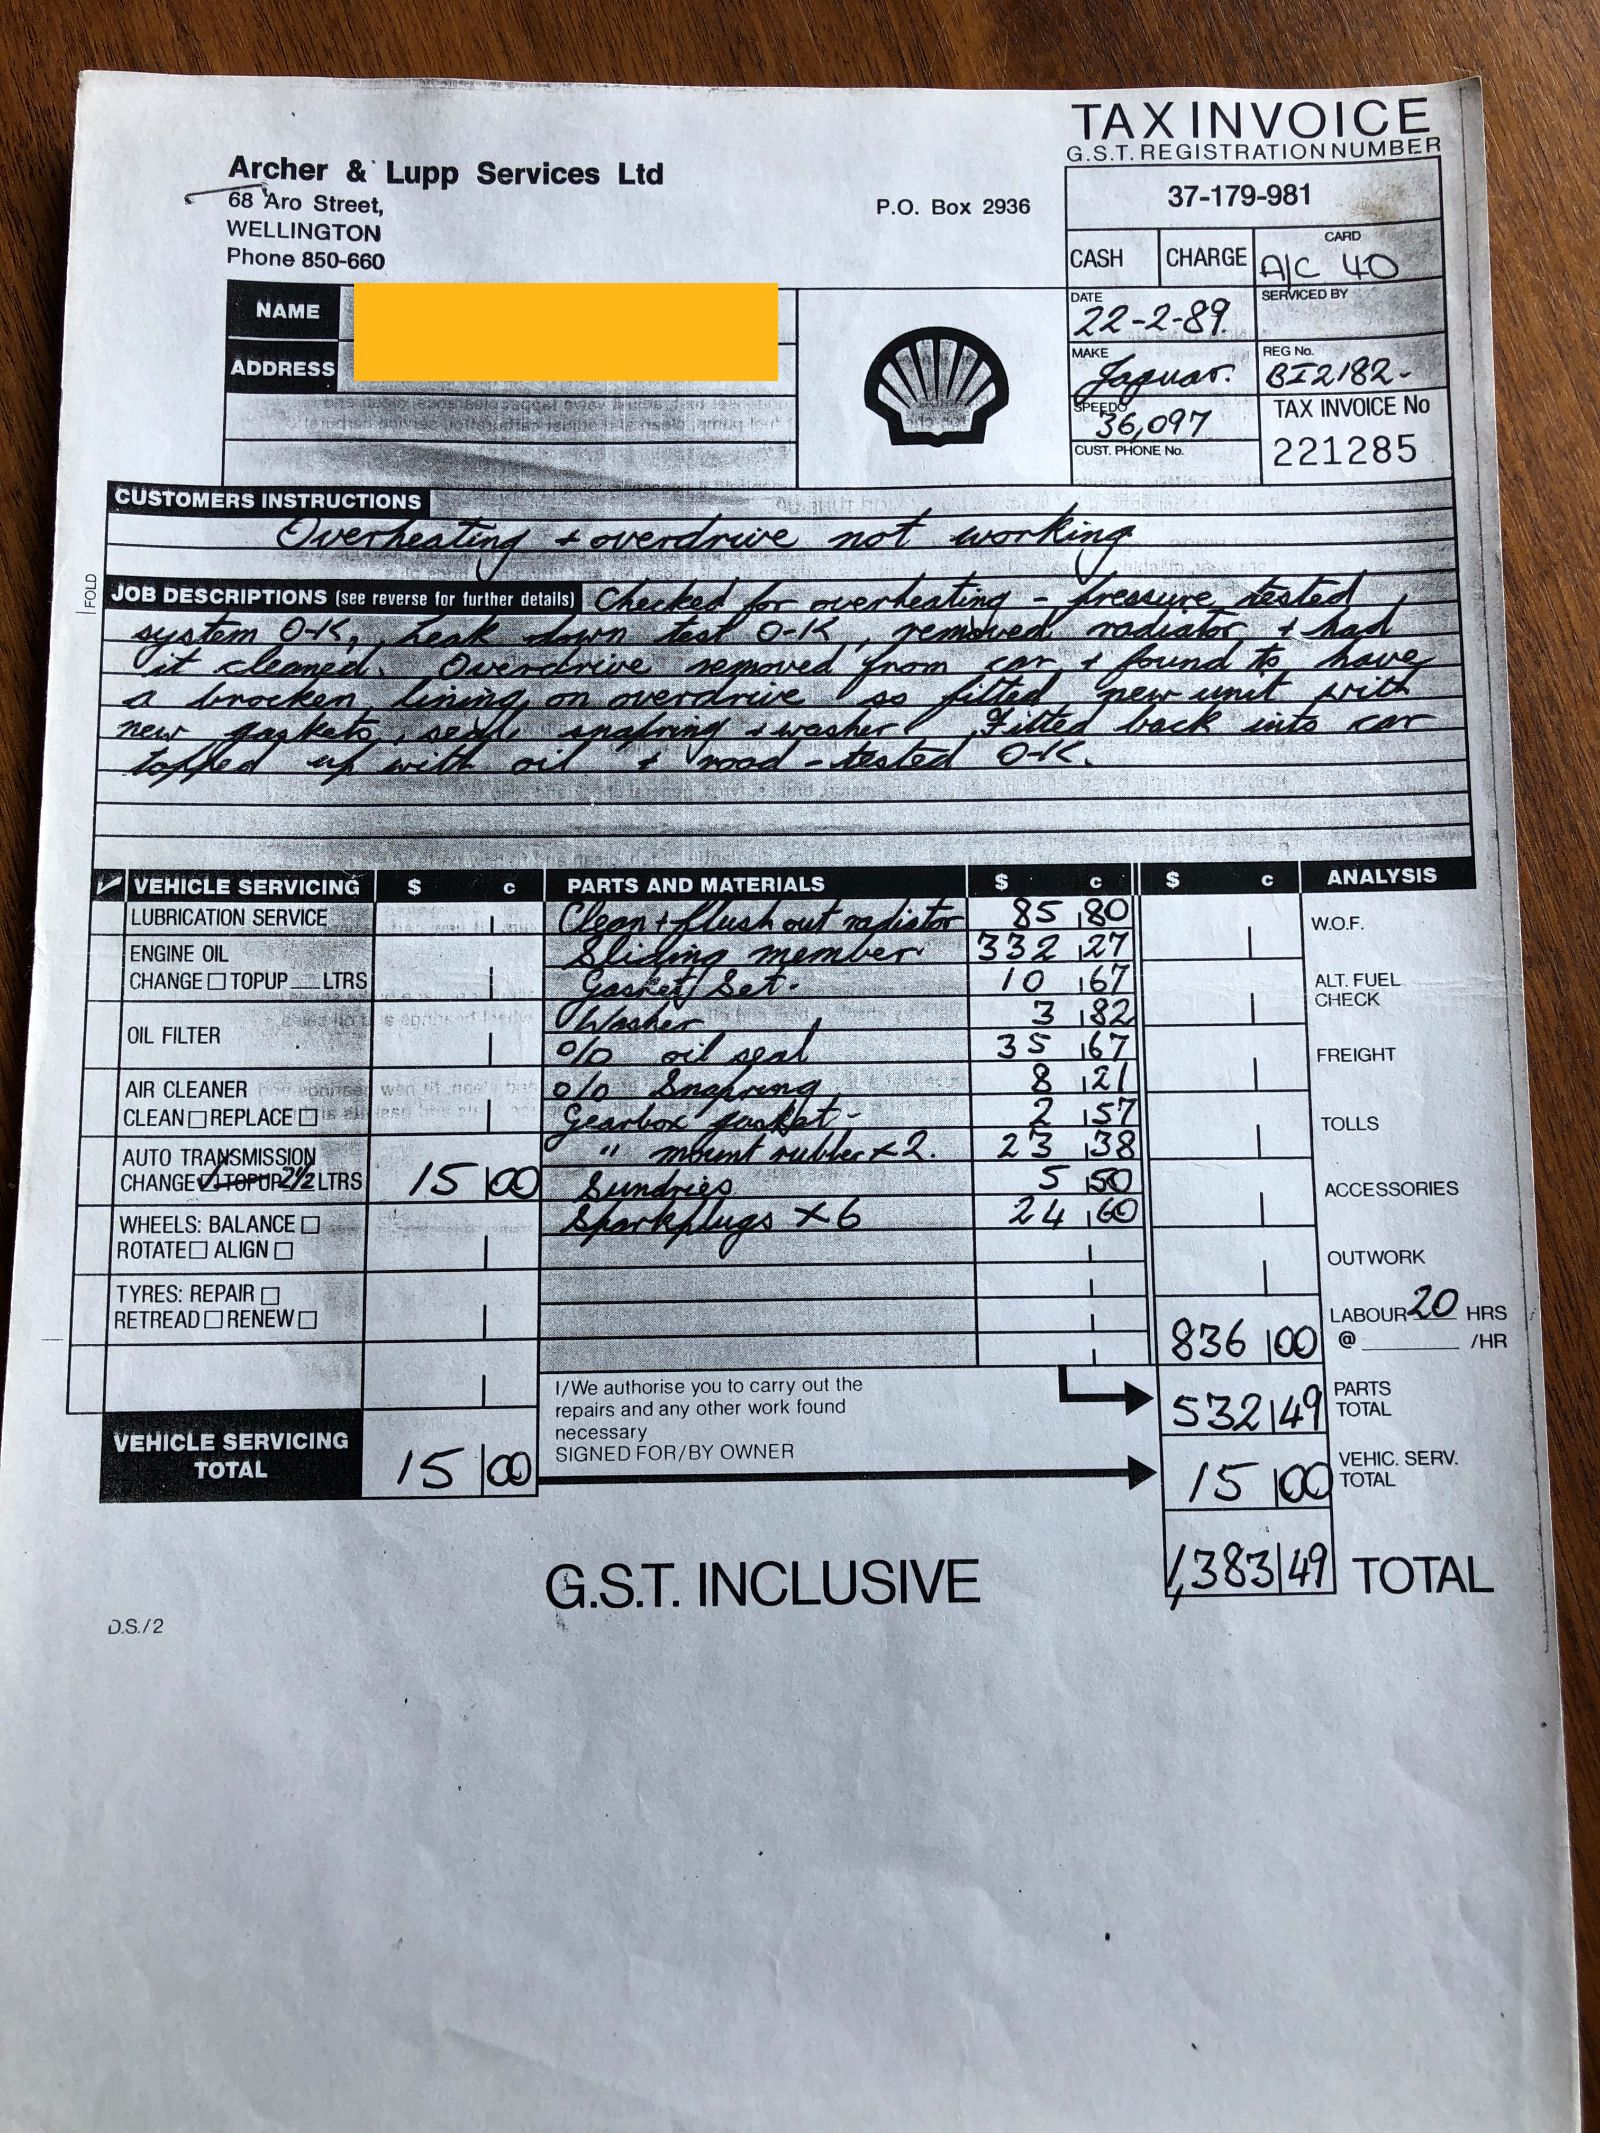 TAX INVOICE
G.S.T. REGISTRATION NUMBER
37-179-981
Archer & Lupp Services Ltd
68 Aro Street,
WELLINGTON
Phone 850-660
P.O. Box 2936
CASH CHARGE CARD
A/C 40
NAME
ADDRESS
DATE
22-2-89.
SERVICED BY
MAKE
Jaguar.
REG No.
BI2182-
SPEEDO
36,097
TAX INVOICE No
221285
CUST. PHONE No.
CUSTOMERS INSTRUCTIONS
Overheating + overdrive not working
FOLD
JOB DESCRIPTIONS (see reverse for further details) Checked for overheating - pressure tested
system O-K, Leak down test O-K, removed radiator + had
it cleaned. Overdrive removed from car + found to have
a brocken lining on overdrive so fitted new unit with
new gaskets, seal, snapring + washer. Fitted back into car
topped up with oil + road-tested O-K.
VEHICLE SERVICING $ c PARTS AND MATERIALS $ c $ c ANALYSIS
LUBRICATION SERVICE Clean + flush out radiator 85 80
W.O.F.
ENGINE OIL Sliding member 332 27
CHANGE TOPUP LTRS Gasket Set- 10 67
ALT. FUEL
CHECK
Washer 3 82
OIL FILTER o/o oil seal 35 67
FREIGHT
AIR CLEANER o/o Snapring 8 21
CLEAN REPLACE Gearbox gasket- 2 57
TOLLS
AUTO TRANSMISSION " mount rubber x 2. 23 38
CHANGE TOPUP 2½ LTRS 15 00 Sundries 5 50
ACCESSORIES
WHEELS: BALANCE Sparkplugs x 6 24 60
ROTATE ALIGN
OUTWORK
TYRES: REPAIR
RETREAD RENEW
836 00 LABOUR 20 HRS
@ /HR
I/We authorise you to carry out the
repairs and any other work found
necessary
SIGNED FOR/BY OWNER
532 49 PARTS
TOTAL
VEHICLE SERVICING
TOTAL 15 00
15 00 VEHIC. SERV.
TOTAL
G.S.T. INCLUSIVE 1,383 49 TOTAL
D.S./2